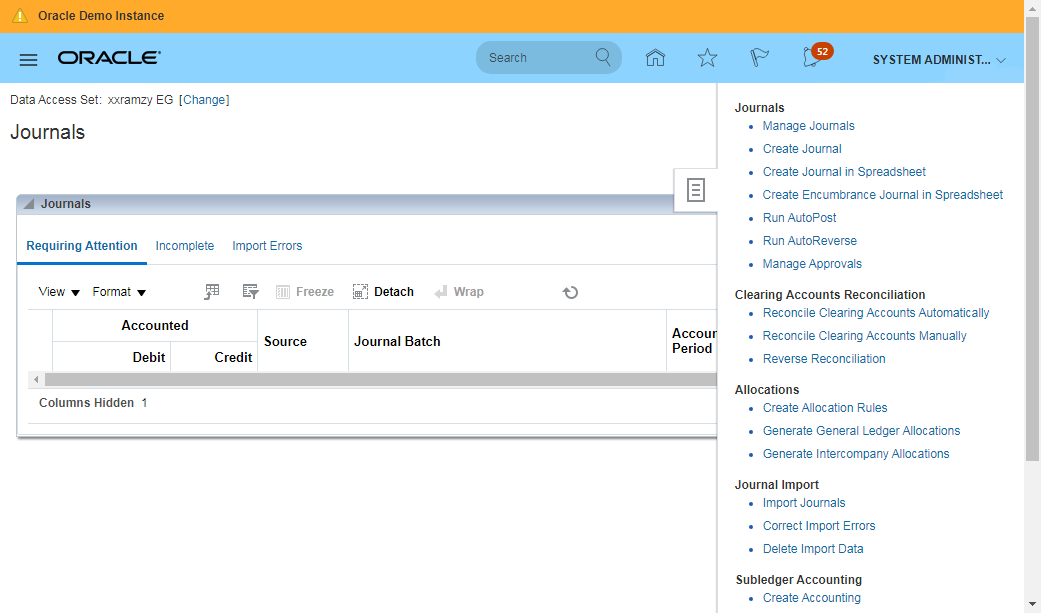 Oracle Demo Instance
ORACLE
Search
52
SYSTEM ADMINIST...
Data Access Set: xxramzy EG [Change]
Journals
Journals
Requiring Attention Incomplete Import Errors
View Format Freeze Detach Wrap
Accounted
Debit Credit
Source
Journal Batch
Accoun
Period
Columns Hidden 1
Journals
Manage Journals
Create Journal
Create Journal in Spreadsheet
Create Encumbrance Journal in Spreadsheet
Run AutoPost
Run AutoReverse
Manage Approvals
Clearing Accounts Reconciliation
Reconcile Clearing Accounts Automatically
Reconcile Clearing Accounts Manually
Reverse Reconciliation
Allocations
Create Allocation Rules
Generate General Ledger Allocations
Generate Intercompany Allocations
Journal Import
Import Journals
Correct Import Errors
Delete Import Data
Subledger Accounting
Create Accounting